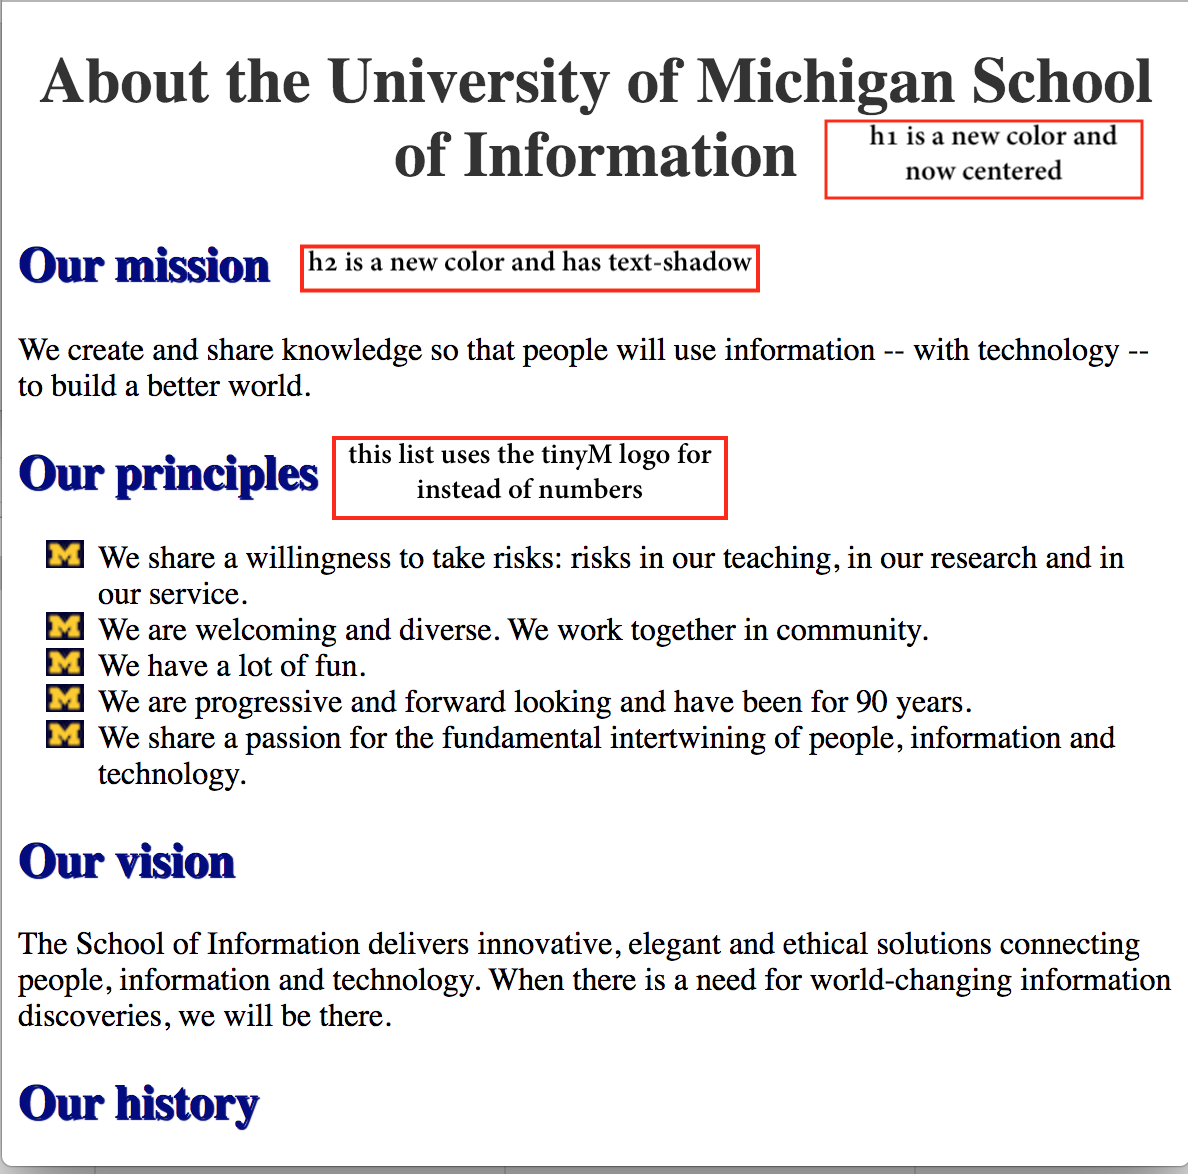 About the University of Michigan School
of Information
h1 is a new color and
now centered
Our mission
h2 is a new color and has text-shadow
We create and share knowledge so that people will use information -- with technology --
to build a better world.
Our principles
this list uses the tinyM logo for
instead of numbers
M We share a willingness to take risks: risks in our teaching, in our research and in
our service.
M We are welcoming and diverse. We work together in community.
M We have a lot of fun.
M We are progressive and forward looking and have been for 90 years.
M We share a passion for the fundamental intertwining of people, information and
technology.
Our vision
The School of Information delivers innovative, elegant and ethical solutions connecting
people, information and technology. When there is a need for world-changing information
discoveries, we will be there.
Our history